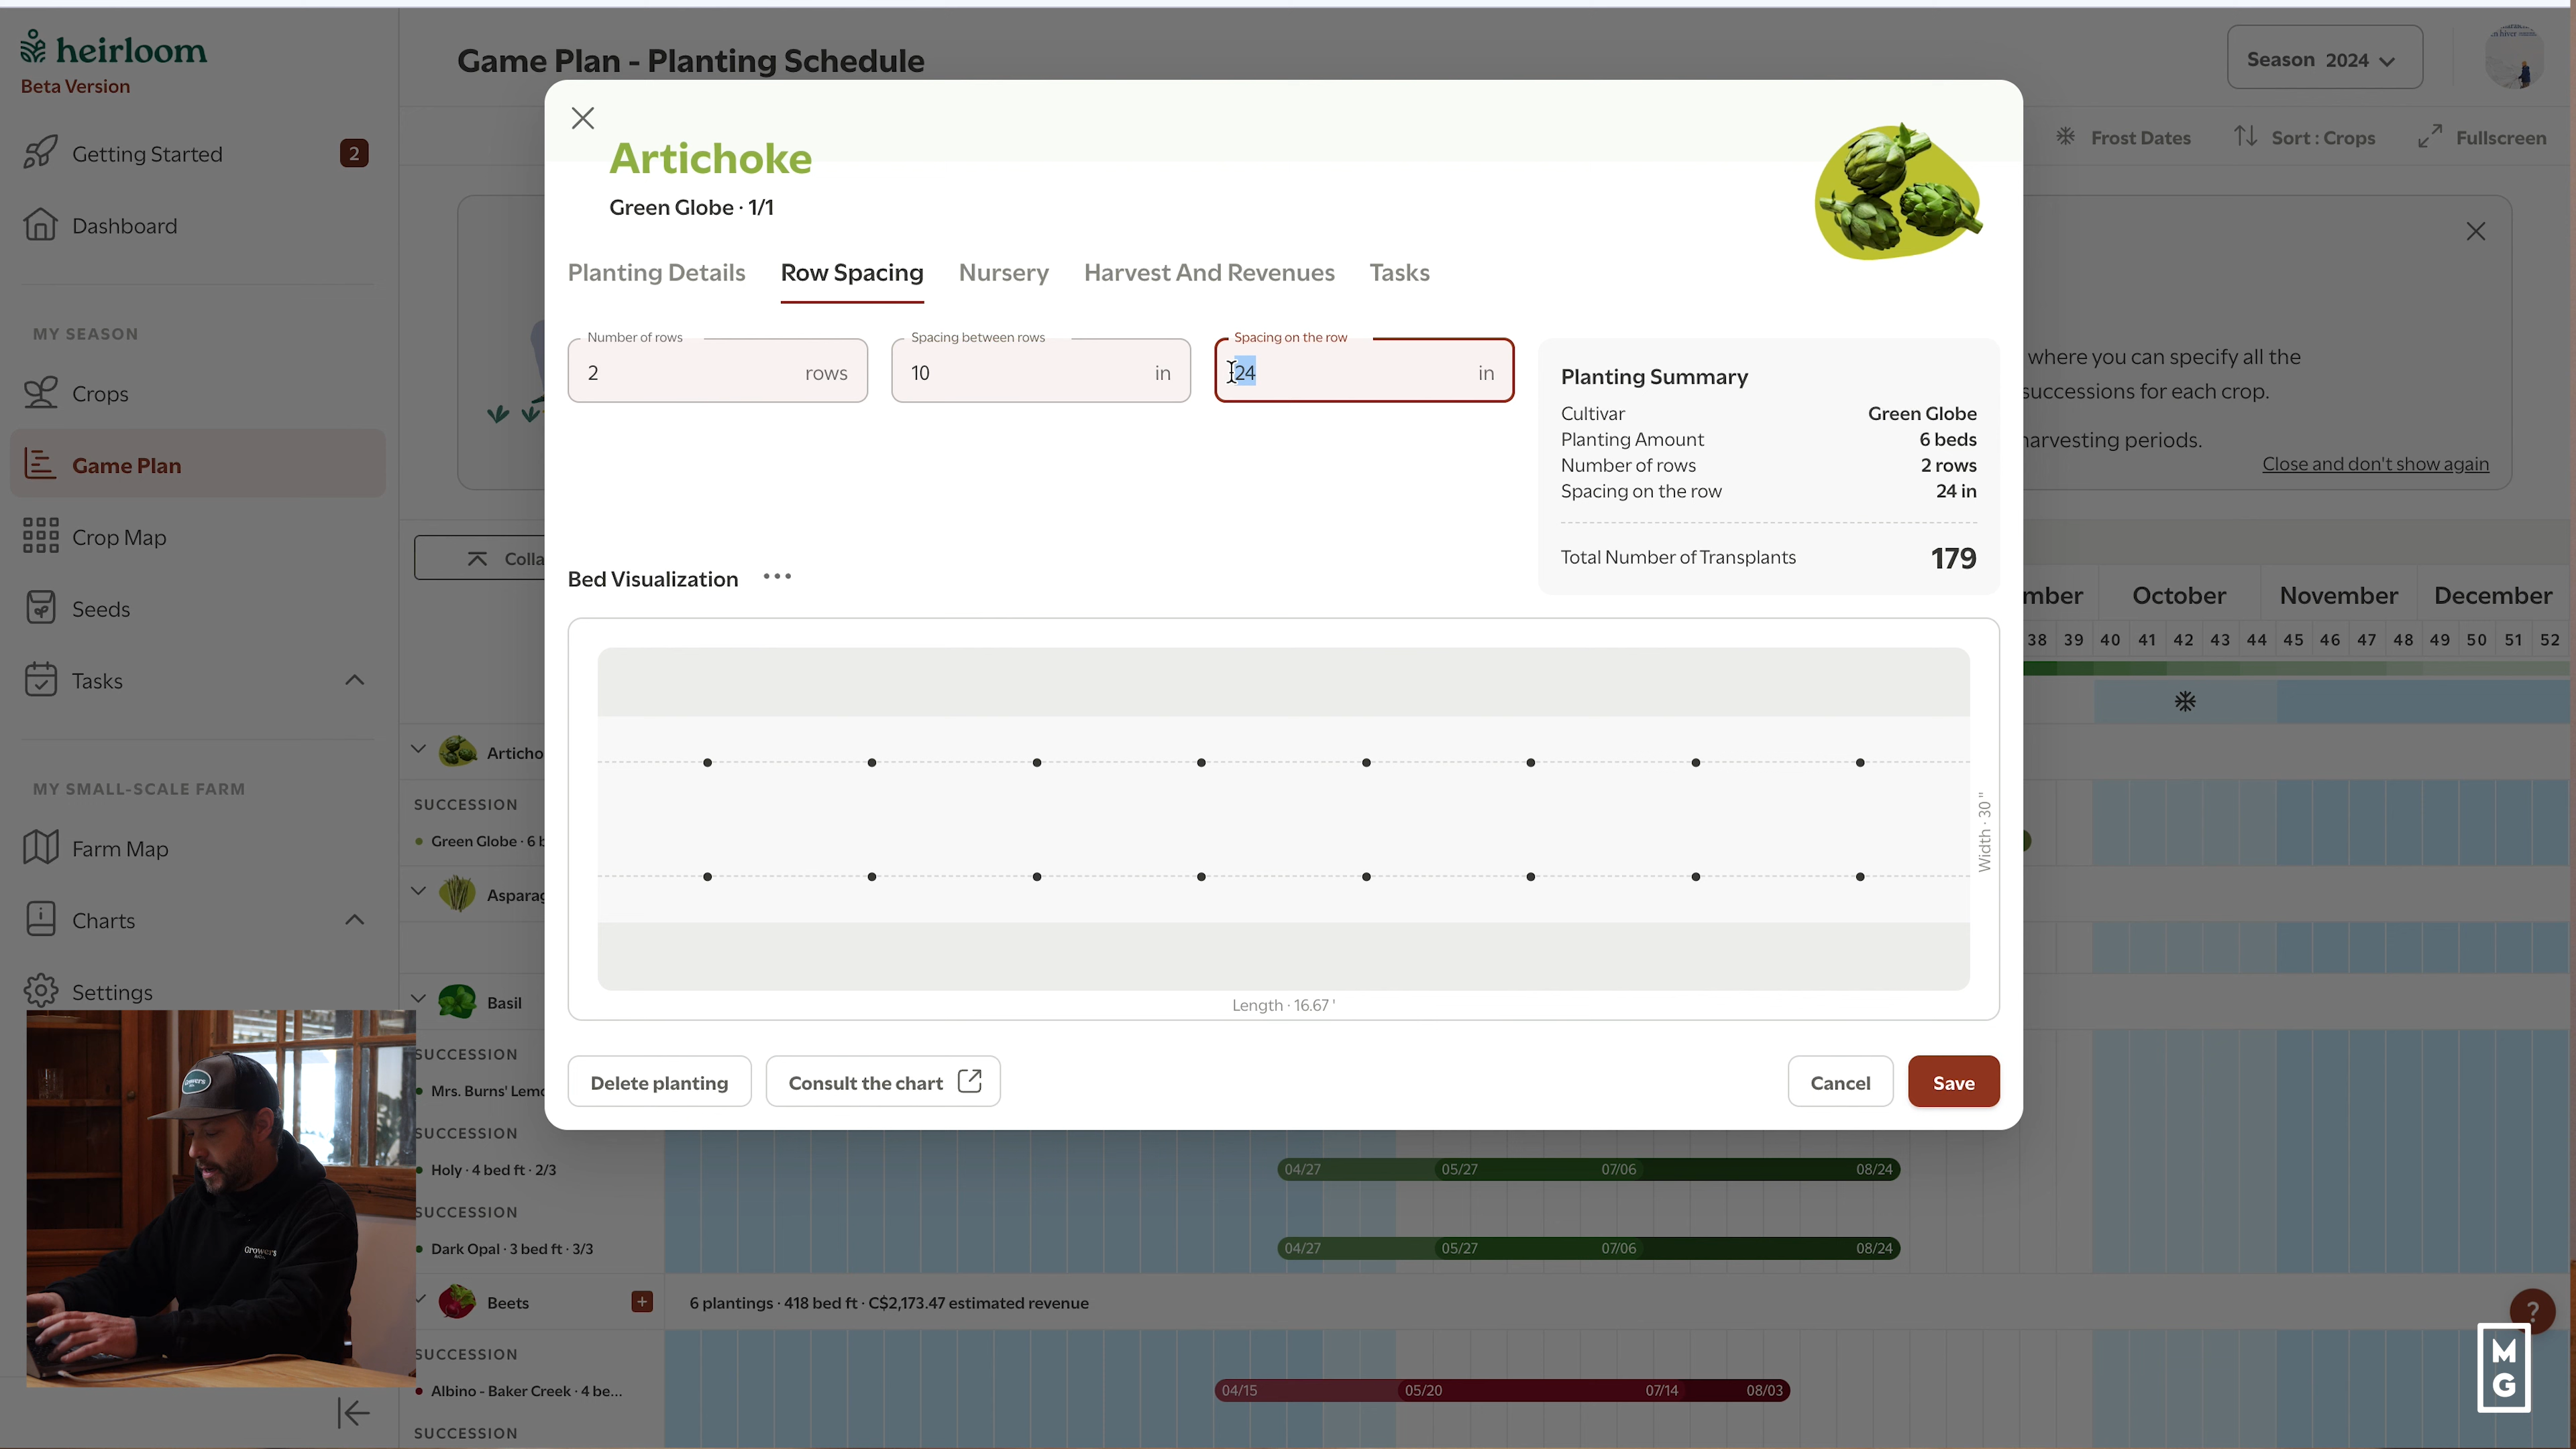 heirloom
Beta Version
Getting Started
2
Dashboard
MY SEASON
Crops
Game Plan
Crop Map
Seeds
Tasks
MY SMALL-SCALE FARM
Farm Map
Charts
Settings
Game Plan - Planting Schedule
Season 2024
Frost Dates
Sort : Crops
Fullscreen
where you can specify all the
successions for each crop.
harvesting periods.
Close and don't show again
Artichoke
Green Globe · 1/1
Planting Details
Row Spacing
Nursery
Harvest And Revenues
Tasks
Number of rows
2 rows
Spacing between rows
10 in
Spacing on the row
24 in
Planting Summary
Cultivar Green Globe
Planting Amount 6 beds
Number of rows 2 rows
Spacing on the row 24 in
Total Number of Transplants 179
Bed Visualization
Width · 30 "
Length · 16.67 '
Delete planting
Consult the chart
Cancel
Save
Colla
mber October November December
38 39 40 41 42 43 44 45 46 47 48 49 50 51 52
Articho
SUCCESSION
Green Globe · 6 b
Asparag
Basil
SUCCESSION
Mrs. Burns' Lemo
SUCCESSION
Holy · 4 bed ft · 2/3
04/27 05/27 07/06 08/24
SUCCESSION
Dark Opal · 3 bed ft · 3/3
04/27 05/27 07/06 08/24
Beets
+
6 plantings · 418 bed ft · C$2,173.47 estimated revenue
SUCCESSION
Albino - Baker Creek · 4 be...
04/15 05/20 07/14 08/03
SUCCESSION
?
M
G
Growers